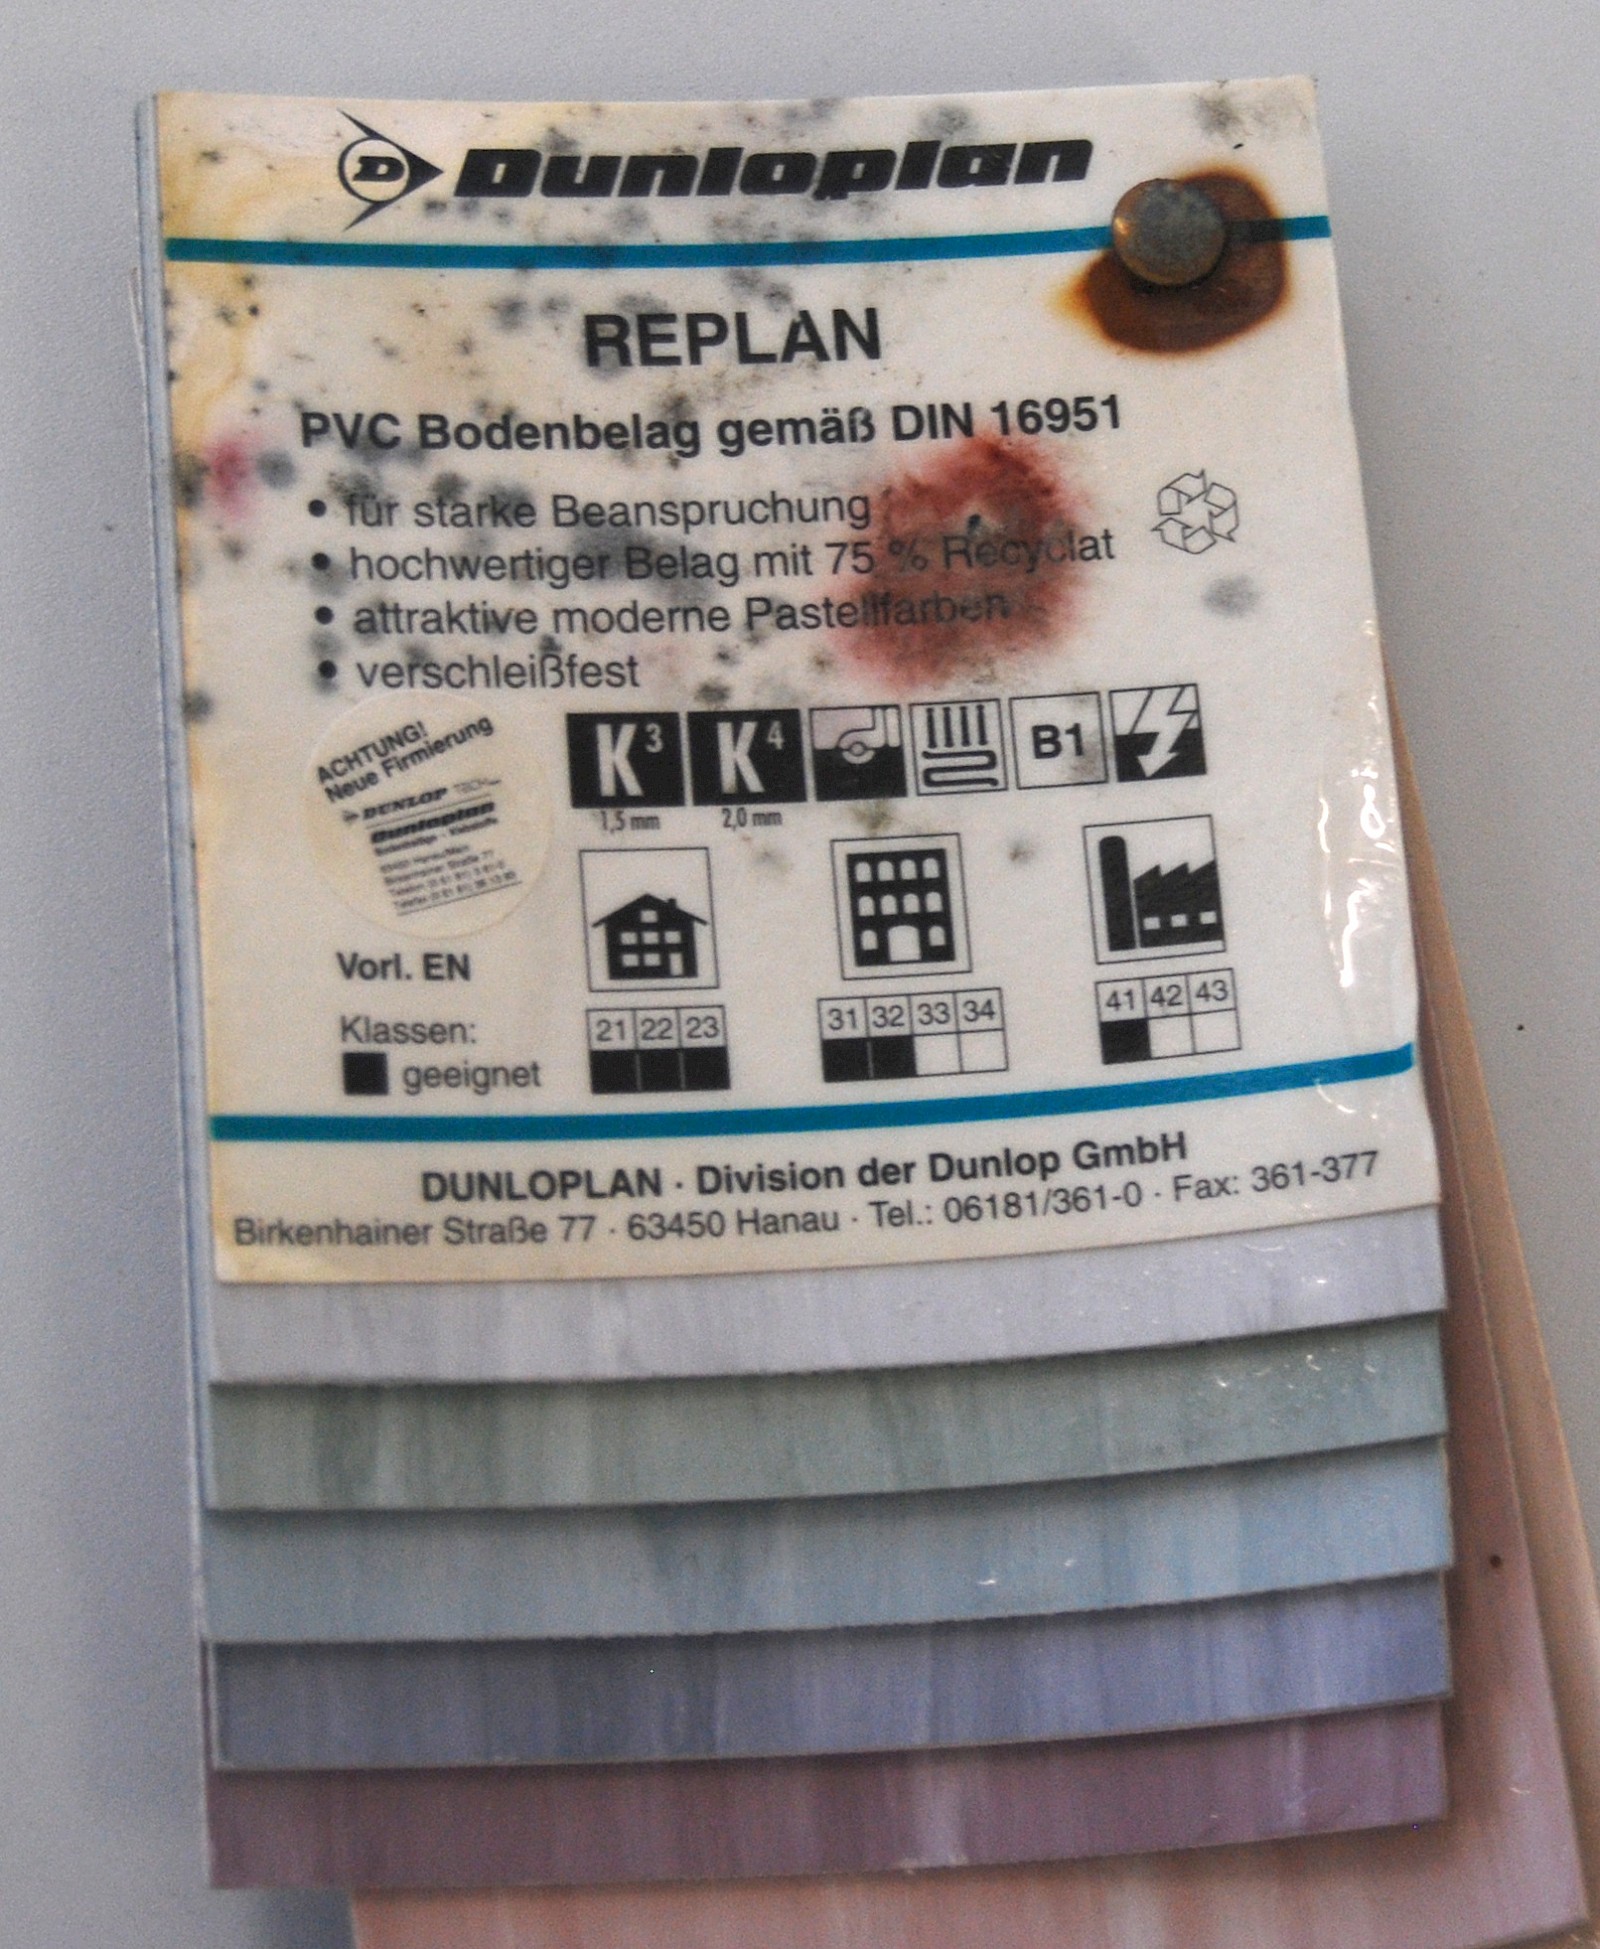 D Dunloplan
REPLAN
PVC Bodenbelag gemäß DIN 16951
• für starke Beanspruchung
• hochwertiger Belag mit 75 % Recyclat
• attraktive moderne Pastellfarben
• verschleißfest
ACHTUNG!
Neue Firmierung
DUNLOP TECH
Dunloplan
K3 K4 B1
1,5 mm 2,0 mm
Vorl. EN
Klassen:
21 22 23 31 32 33 34 41 42 43
geeignet
DUNLOPLAN · Division der Dunlop GmbH
Birkenhainer Straße 77 · 63450 Hanau · Tel.: 06181/361-0 · Fax: 361-377